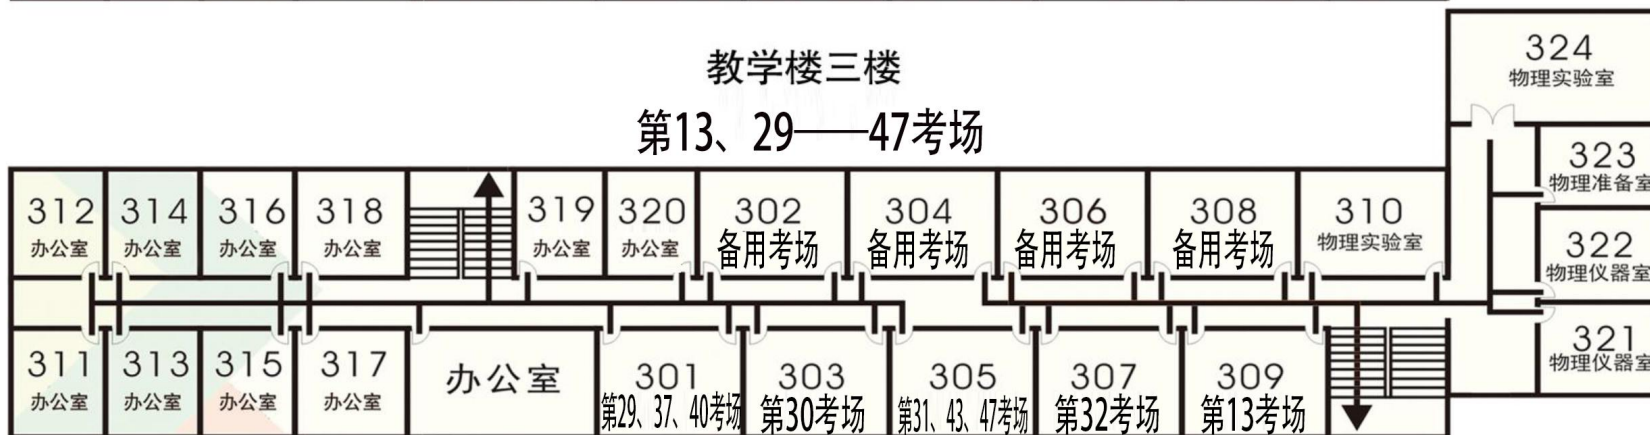 教学楼三楼
第13、29——47考场
324
物理实验室
323
物理准备室
312
办公室
314
办公室
316
办公室
318
办公室
319
办公室
320
办公室
302
备用考场
304
备用考场
306
备用考场
308
备用考场
310
物理实验室
322
物理仪器室
311
办公室
313
办公室
315
办公室
317
办公室
办公室
301
第29、37、40考场
303
第30考场
305
第31、43、47考场
307
第32考场
309
第13考场
321
物理仪器室